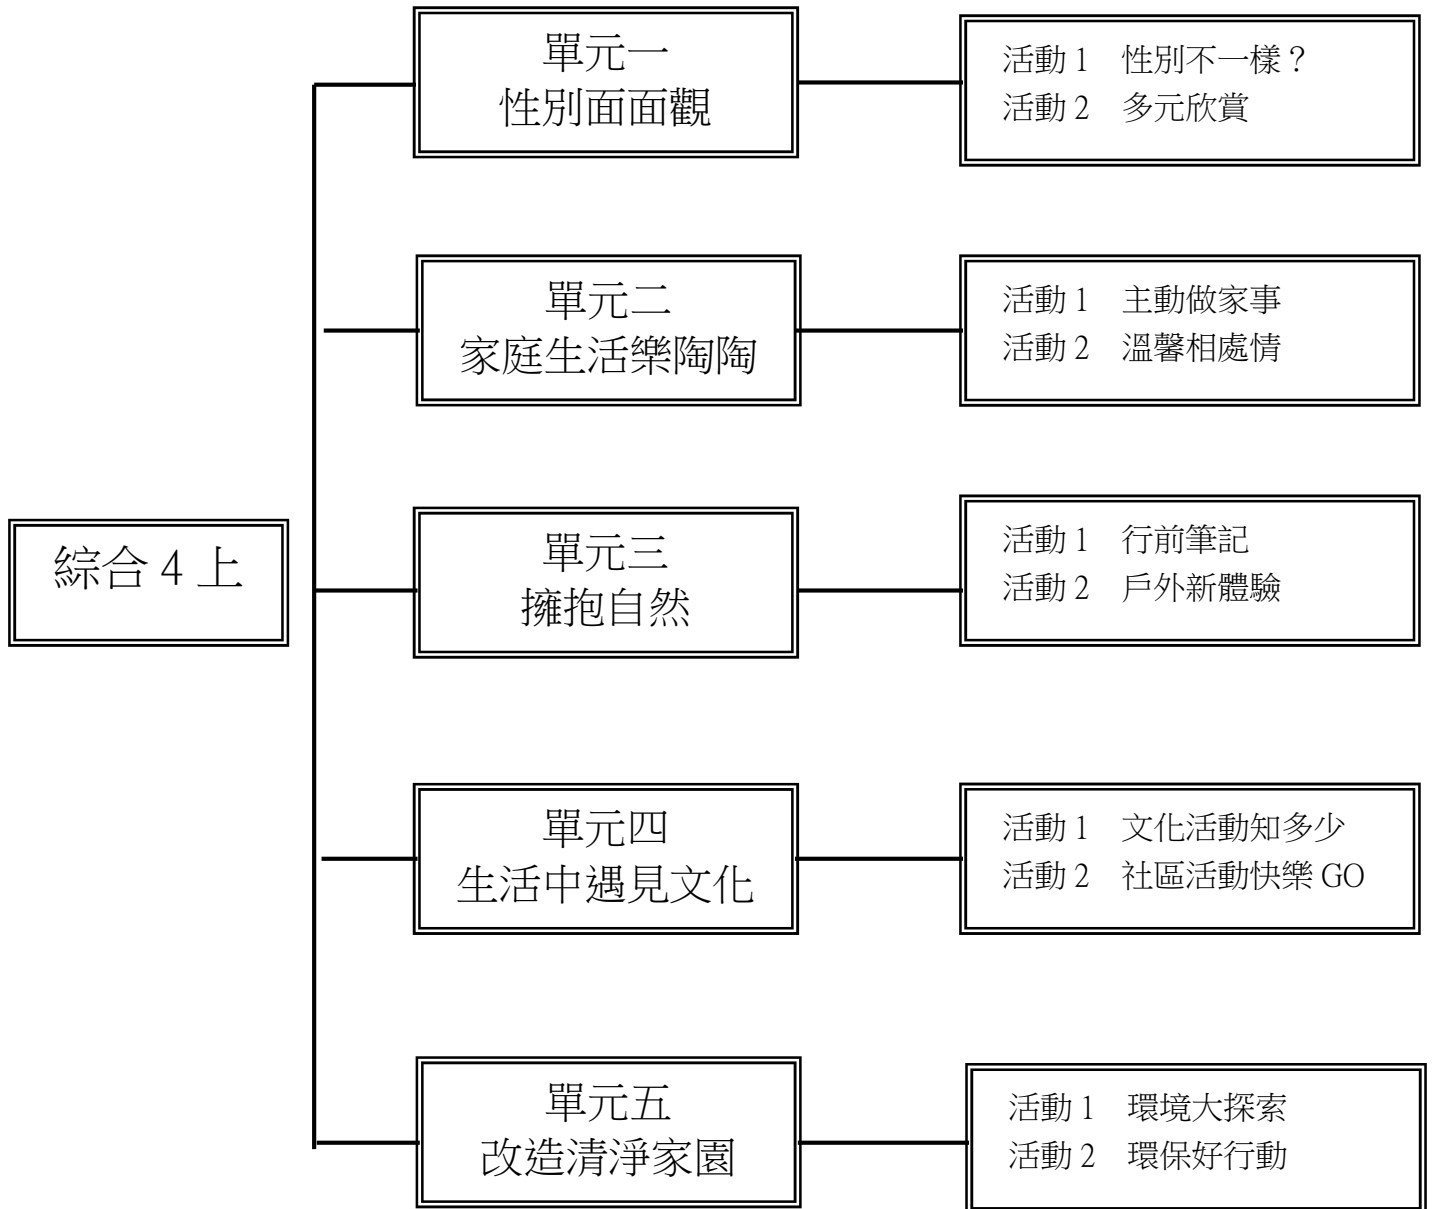 單元一
性別面面觀
活動 1　性別不一樣？
活動 2　多元欣賞
單元二
家庭生活樂陶陶
活動 1　主動做家事
活動 2　溫馨相處情
綜合 4 上
單元三
擁抱自然
活動 1　行前筆記
活動 2　戶外新體驗
單元四
生活中遇見文化
活動 1　文化活動知多少
活動 2　社區活動快樂 GO
單元五
改造清淨家園
活動 1　環境大探索
活動 2　環保好行動